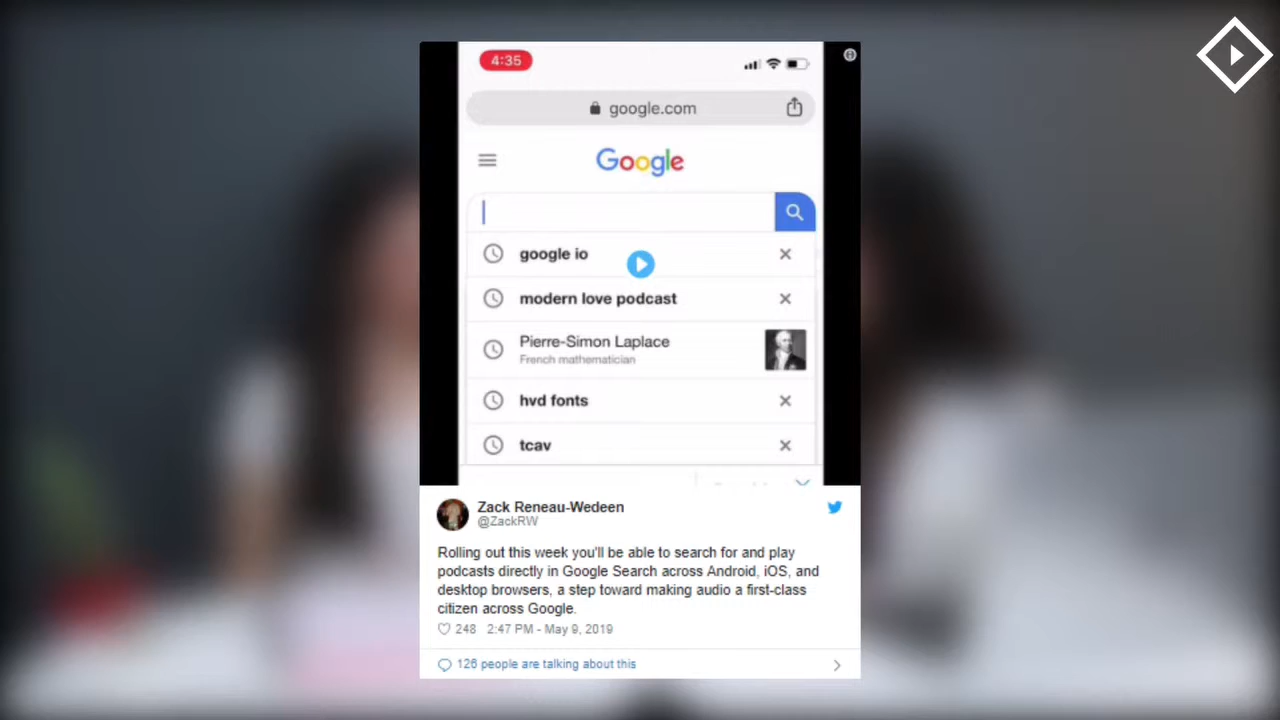 4:35
google.com
Google
google io
modern love podcast
Pierre-Simon Laplace
French mathematician
hvd fonts
tcav
Zack Reneau-Wedeen
@ZackRW
Rolling out this week you'll be able to search for and play
podcasts directly in Google Search across Android, iOS, and
desktop browsers, a step toward making audio a first-class
citizen across Google.
248 2:47 PM - May 9, 2019
126 people are talking about this